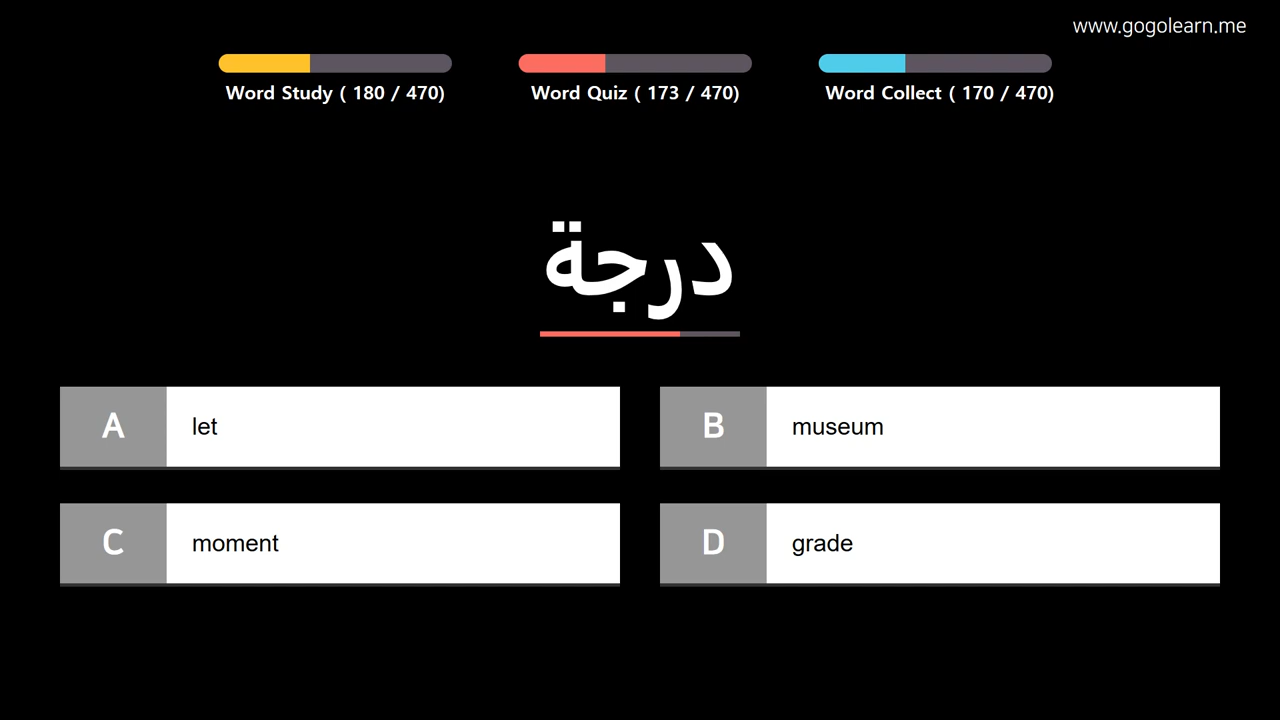 www.gogolearn.me
Word Study ( 180 / 470)
Word Quiz ( 173 / 470)
Word Collect ( 170 / 470)
درجة
A let
B museum
C moment
D grade